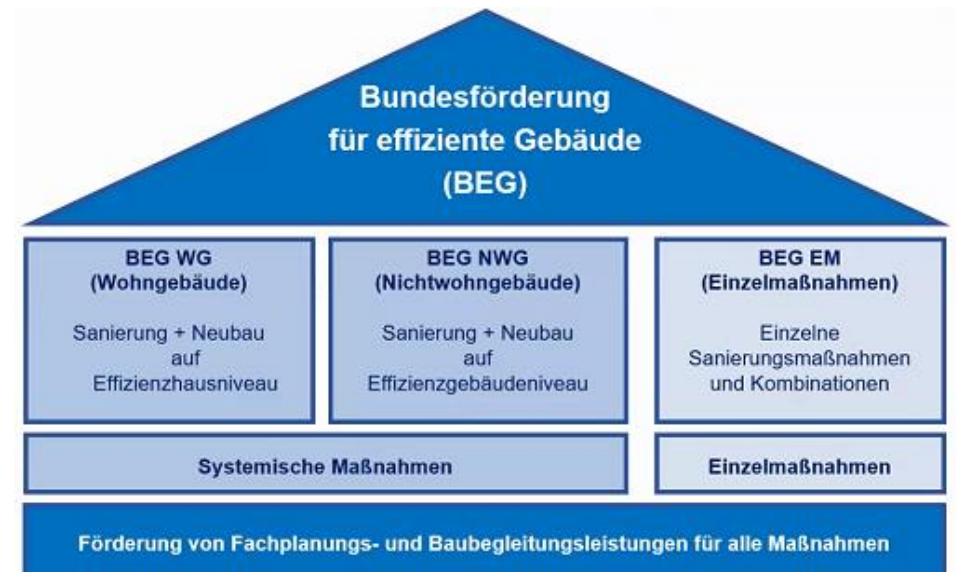 Bundesförderung
für effiziente Gebäude
(BEG)
BEG WG
(Wohngebäude)
Sanierung + Neubau
auf
Effizienzhausniveau
BEG NWG
(Nichtwohngebäude)
Sanierung + Neubau
auf
Effizienzgebäudeniveau
BEG EM
(Einzelmaßnahmen)
Einzelne
Sanierungsmaßnahmen
und Kombinationen
Systemische Maßnahmen
Einzelmaßnahmen
Förderung von Fachplanungs- und Baubegleitungsleistungen für alle Maßnahmen